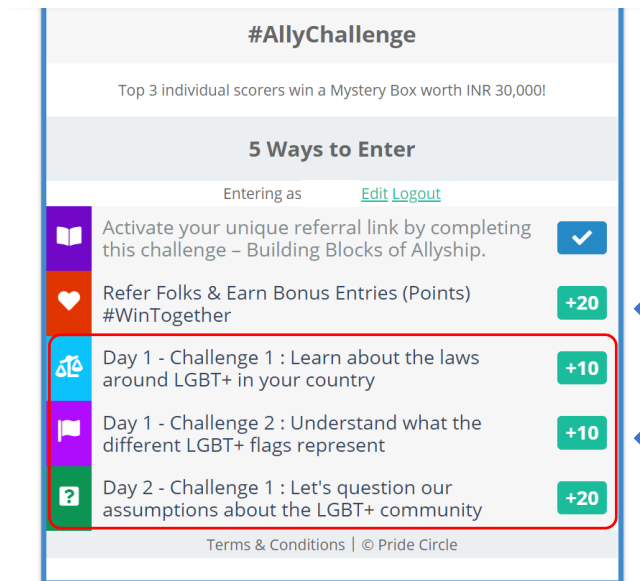 #AllyChallenge
Top 3 individual scorers win a Mystery Box worth INR 30,000!
5 Ways to Enter
Entering as Edit Logout
Activate your unique referral link by completing
this challenge – Building Blocks of Allyship.
Refer Folks & Earn Bonus Entries (Points)
#WinTogether
+20
Day 1 - Challenge 1 : Learn about the laws
around LGBT+ in your country
+10
Day 1 - Challenge 2 : Understand what the
different LGBT+ flags represent
+10
Day 2 - Challenge 1 : Let's question our
assumptions about the LGBT+ community
+20
Terms & Conditions | © Pride Circle